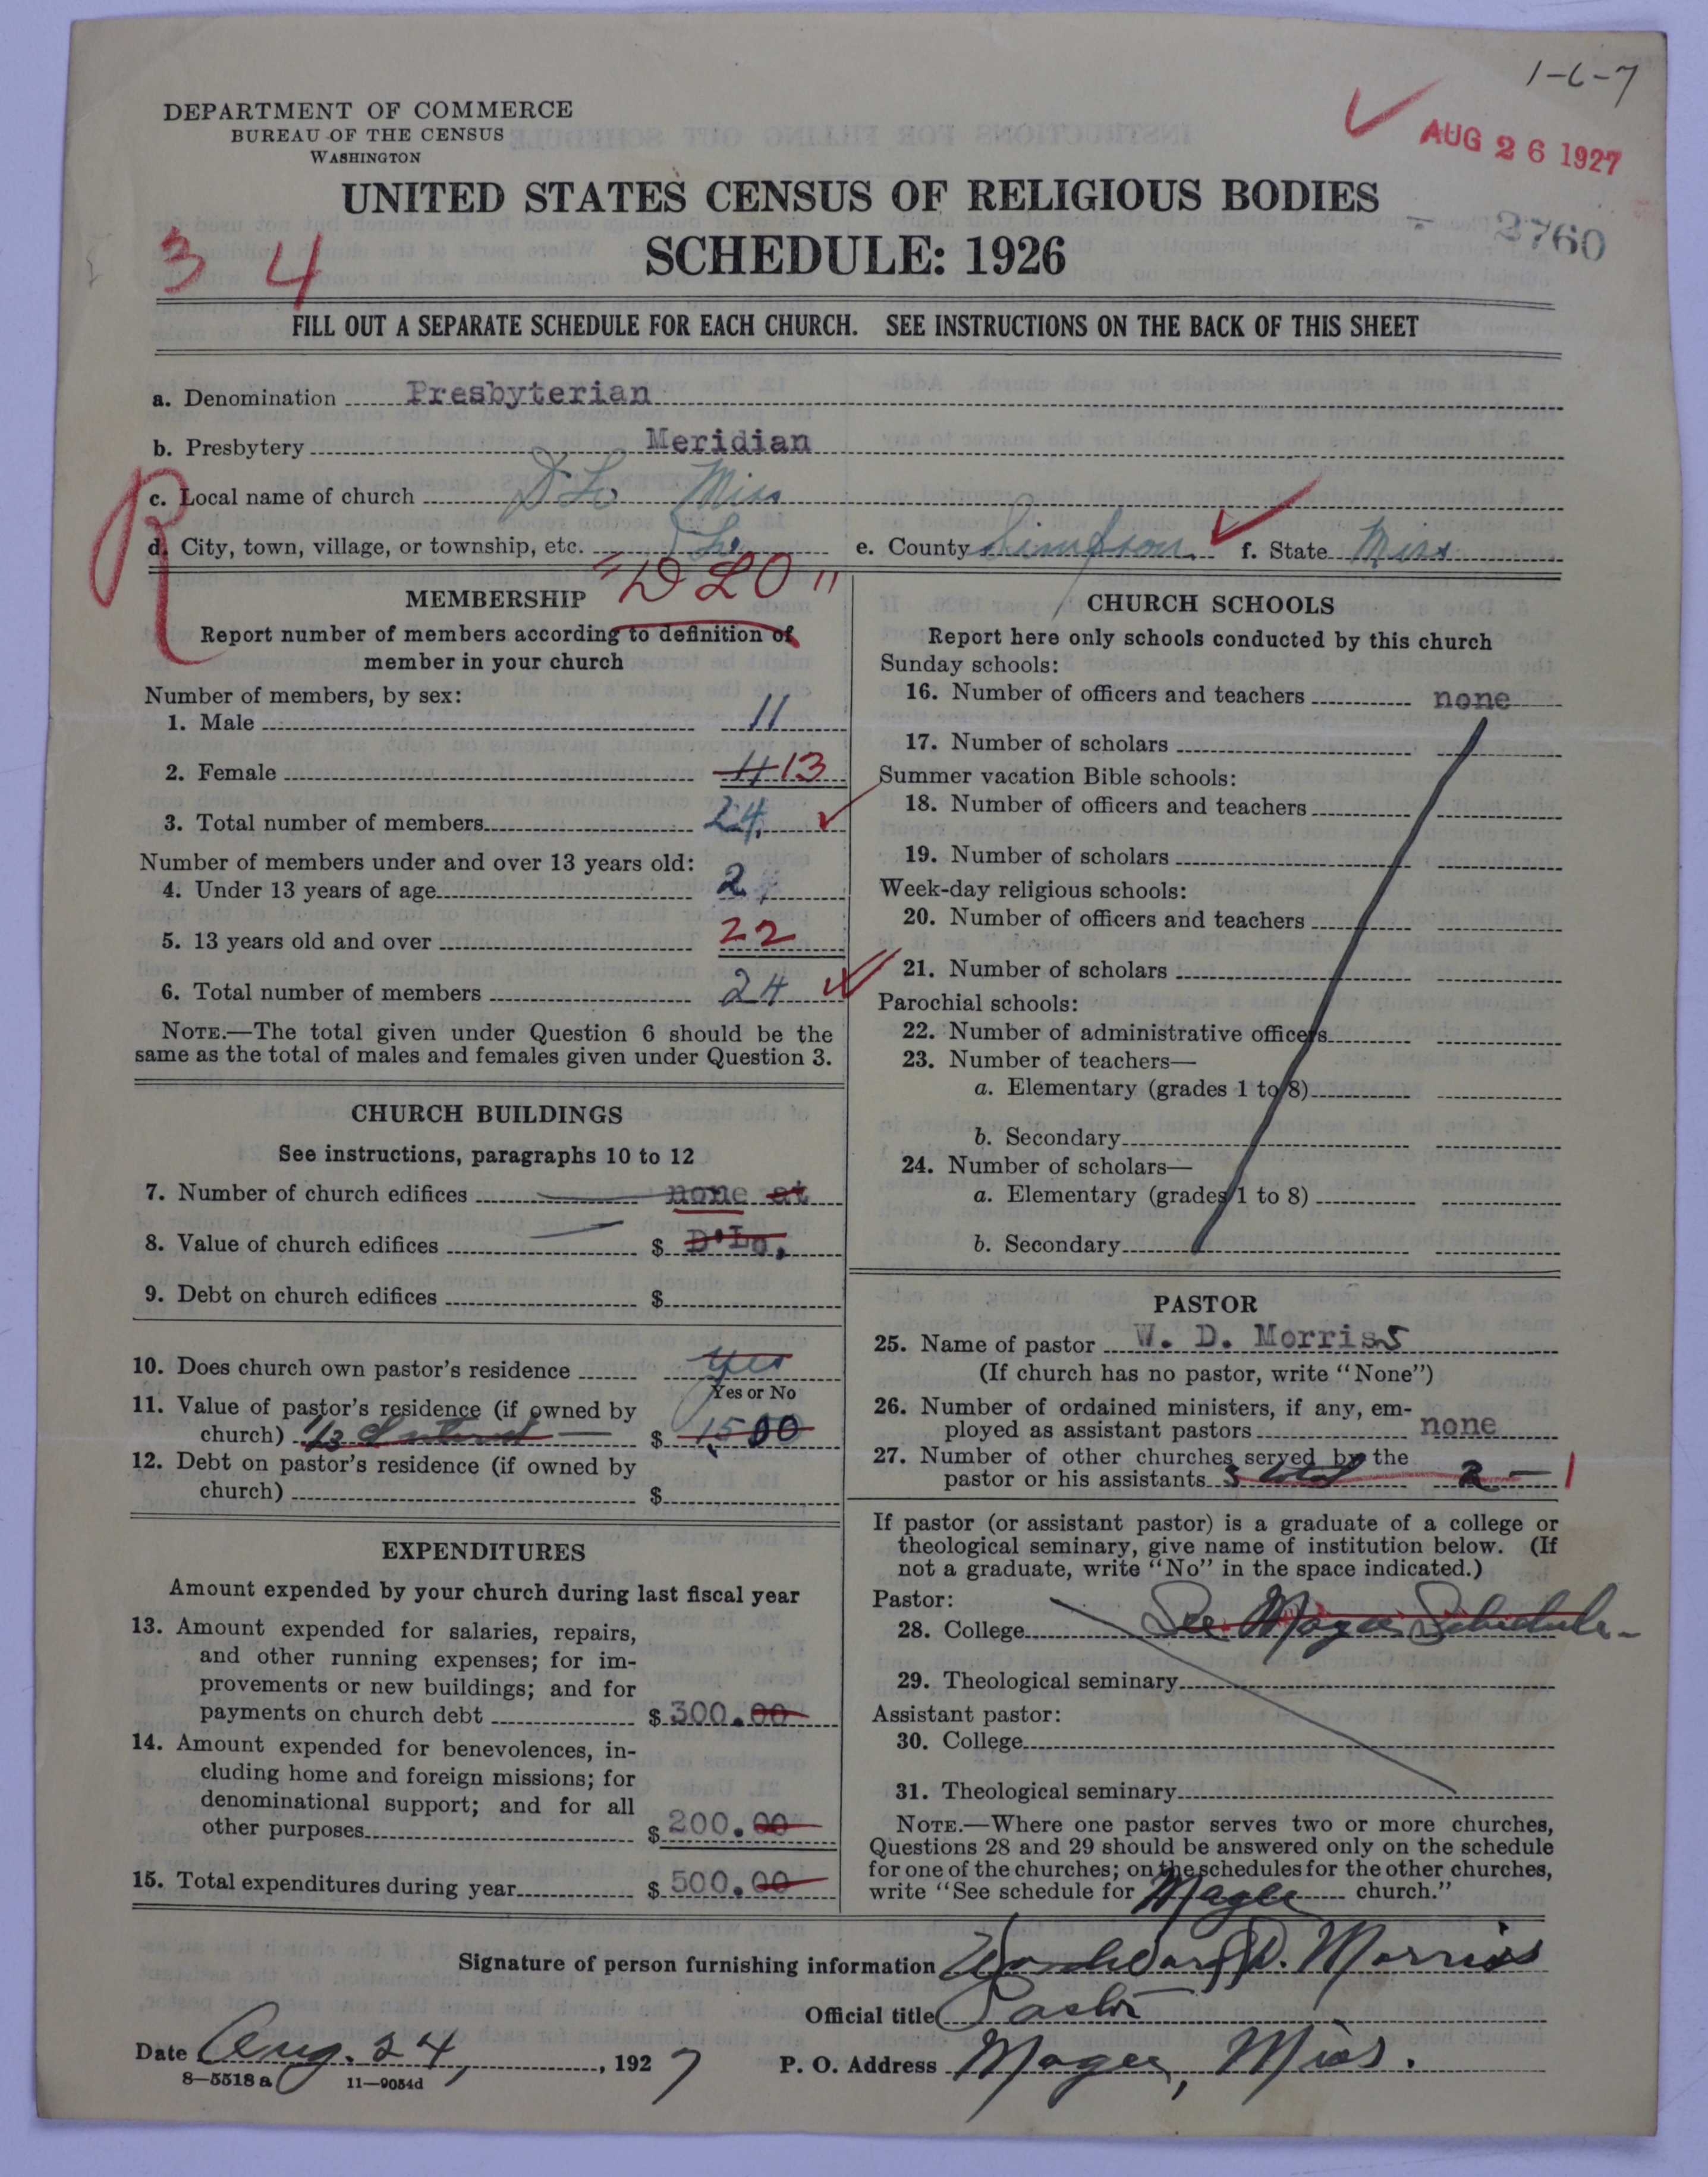 1-6-7
DEPARTMENT OF COMMERCE
BUREAU OF THE CENSUS
WASHINGTON
AUG 26 1927
UNITED STATES CENSUS OF RELIGIOUS BODIES
2760
3 4
SCHEDULE: 1926
FILL OUT A SEPARATE SCHEDULE FOR EACH CHURCH. SEE INSTRUCTIONS ON THE BACK OF THIS SHEET
a. Denomination Presbyterian
b. Presbytery Meridian
R
c. Local name of church D'Lo, Miss
d. City, town, village, or township, etc. D'Lo. e. County Simpson. f. State Miss
"DLO"
MEMBERSHIP
Report number of members according to definition of
member in your church
Number of members, by sex:
1. Male 11
2. Female 11 13
3. Total number of members 24.
Number of members under and over 13 years old:
4. Under 13 years of age 2
5. 13 years old and over 22
6. Total number of members 24
NOTE.—The total given under Question 6 should be the
same as the total of males and females given under Question 3.
CHURCH BUILDINGS
See instructions, paragraphs 10 to 12
7. Number of church edifices none at
8. Value of church edifices $ D'Lo.
9. Debt on church edifices $
10. Does church own pastor's residence yes
Yes or No
11. Value of pastor's residence (if owned by
church) 1/3 Interest — $ 1500
12. Debt on pastor's residence (if owned by
church) $
EXPENDITURES
Amount expended by your church during last fiscal year
13. Amount expended for salaries, repairs,
and other running expenses; for im-
provements or new buildings; and for
payments on church debt $ 300.00
14. Amount expended for benevolences, in-
cluding home and foreign missions; for
denominational support; and for all
other purposes $ 200.00
15. Total expenditures during year $ 500.00
CHURCH SCHOOLS
Report here only schools conducted by this church
Sunday schools:
16. Number of officers and teachers none
17. Number of scholars
Summer vacation Bible schools:
18. Number of officers and teachers
19. Number of scholars
Week-day religious schools:
20. Number of officers and teachers
21. Number of scholars
Parochial schools:
22. Number of administrative officers
23. Number of teachers—
a. Elementary (grades 1 to 8)
b. Secondary
24. Number of scholars—
a. Elementary (grades 1 to 8)
b. Secondary
PASTOR
25. Name of pastor W. D. Morriss
(If church has no pastor, write "None")
26. Number of ordained ministers, if any, em-
ployed as assistant pastors none
27. Number of other churches served by the
pastor or his assistants 3 total 2 — 1
If pastor (or assistant pastor) is a graduate of a college or
theological seminary, give name of institution below. (If
not a graduate, write "No" in the space indicated.)
Pastor:
28. College See Magee Schedule-
29. Theological seminary
Assistant pastor:
30. College
31. Theological seminary
NOTE.—Where one pastor serves two or more churches,
Questions 28 and 29 should be answered only on the schedule
for one of the churches; on the schedules for the other churches,
write "See schedule for Magee church."
Signature of person furnishing information D. Morriss
Official title Pastor
Date Aug. 24, 1927 P. O. Address Magee, Miss.
8—5518 a 11—9054d